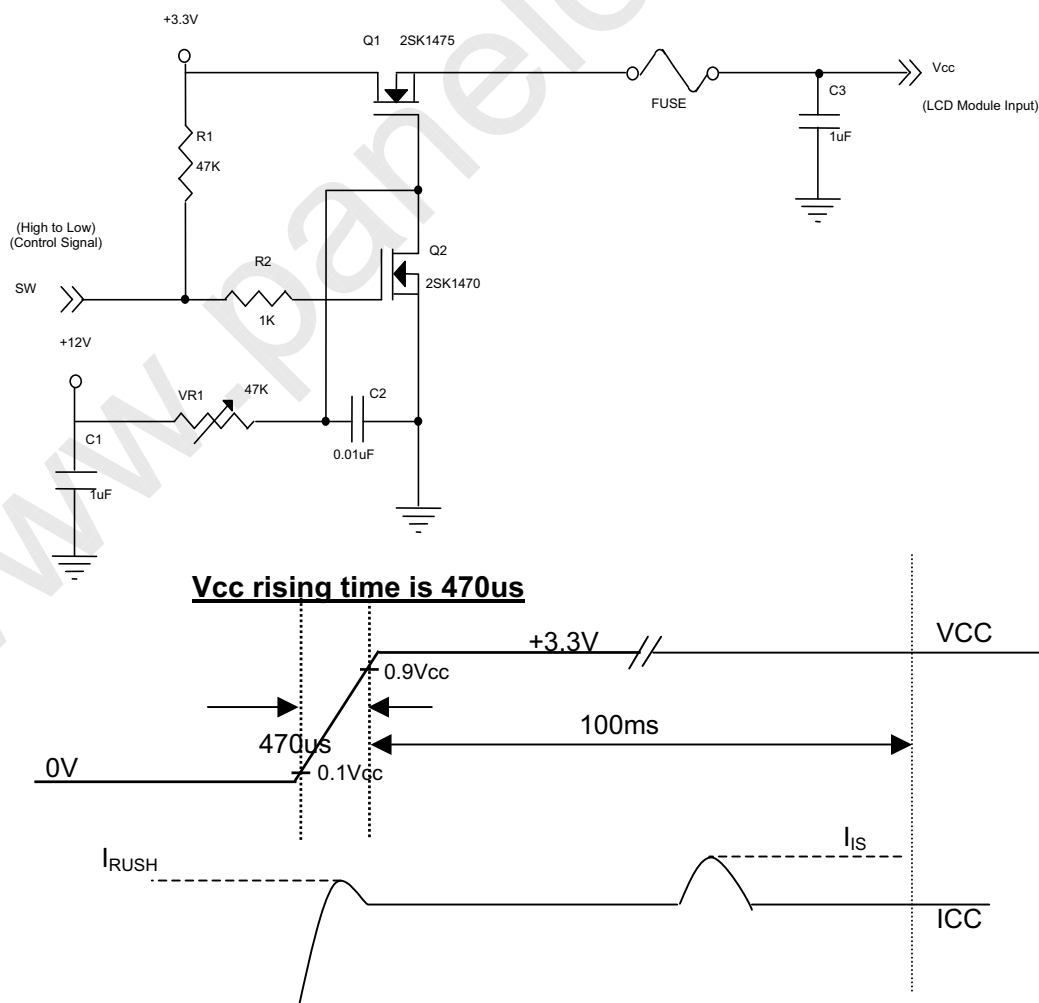 +3.3V
Q1 2SK1475
Vcc
FUSE
C3
(LCD Module Input)
R1
1uF
47K
(High to Low)
(Control Signal)
Q2
R2
SW
2SK1470
1K
+12V
VR1
47K
C2
C1
0.01uF
1uF
www.panel
Vcc rising time is 470us
+3.3V
VCC
0.9Vcc
470us
100ms
0V
0.1Vcc
IRUSH
IIS
ICC